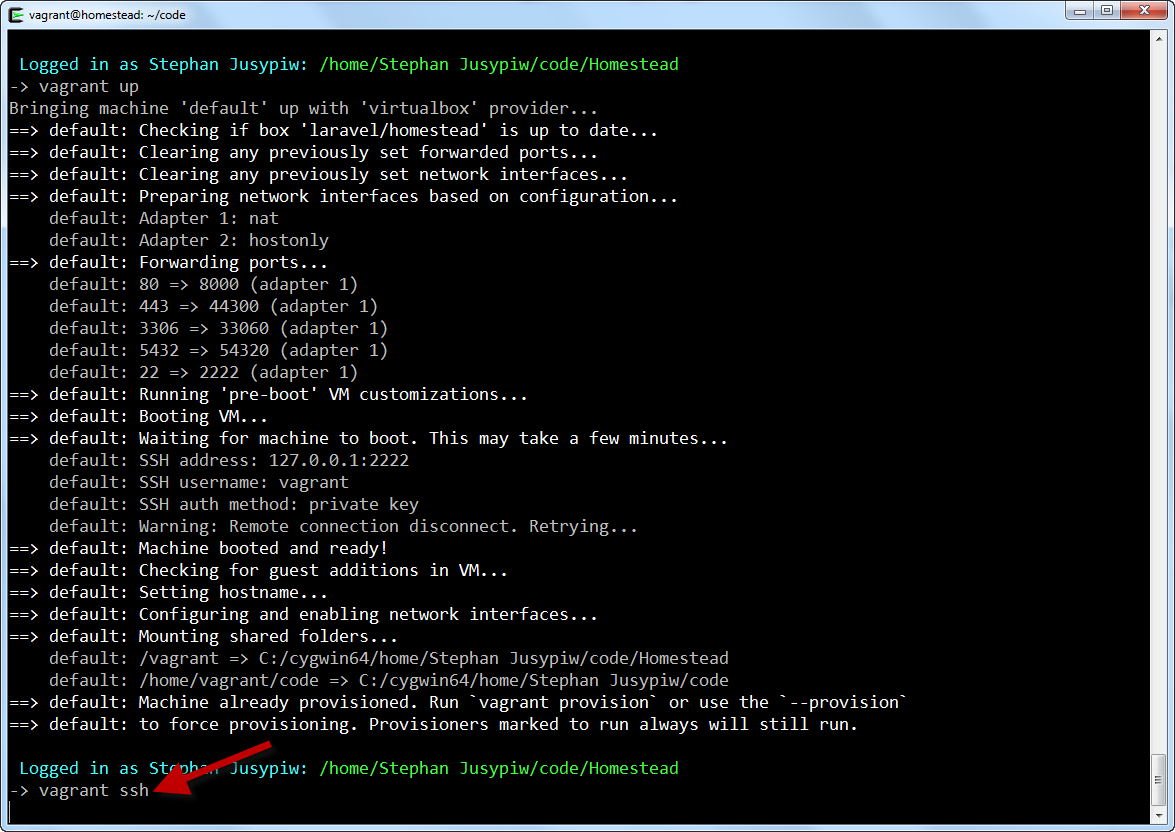 vagrant@homestead: ~/code
Logged in as Stephan Jusypiw: /home/Stephan Jusypiw/code/Homestead
-> vagrant up
Bringing machine 'default' up with 'virtualbox' provider...
==> default: Checking if box 'laravel/homestead' is up to date...
==> default: Clearing any previously set forwarded ports...
==> default: Clearing any previously set network interfaces...
==> default: Preparing network interfaces based on configuration...
default: Adapter 1: nat
default: Adapter 2: hostonly
==> default: Forwarding ports...
default: 80 => 8000 (adapter 1)
default: 443 => 44300 (adapter 1)
default: 3306 => 33060 (adapter 1)
default: 5432 => 54320 (adapter 1)
default: 22 => 2222 (adapter 1)
==> default: Running 'pre-boot' VM customizations...
==> default: Booting VM...
==> default: Waiting for machine to boot. This may take a few minutes...
default: SSH address: 127.0.0.1:2222
default: SSH username: vagrant
default: SSH auth method: private key
default: Warning: Remote connection disconnect. Retrying...
==> default: Machine booted and ready!
==> default: Checking for guest additions in VM...
==> default: Setting hostname...
==> default: Configuring and enabling network interfaces...
==> default: Mounting shared folders...
default: /vagrant => C:/cygwin64/home/Stephan Jusypiw/code/Homestead
default: /home/vagrant/code => C:/cygwin64/home/Stephan Jusypiw/code
==> default: Machine already provisioned. Run `vagrant provision` or use the `--provision`
==> default: to force provisioning. Provisioners marked to run always will still run.
Logged in as Stephan Jusypiw: /home/Stephan Jusypiw/code/Homestead
-> vagrant ssh